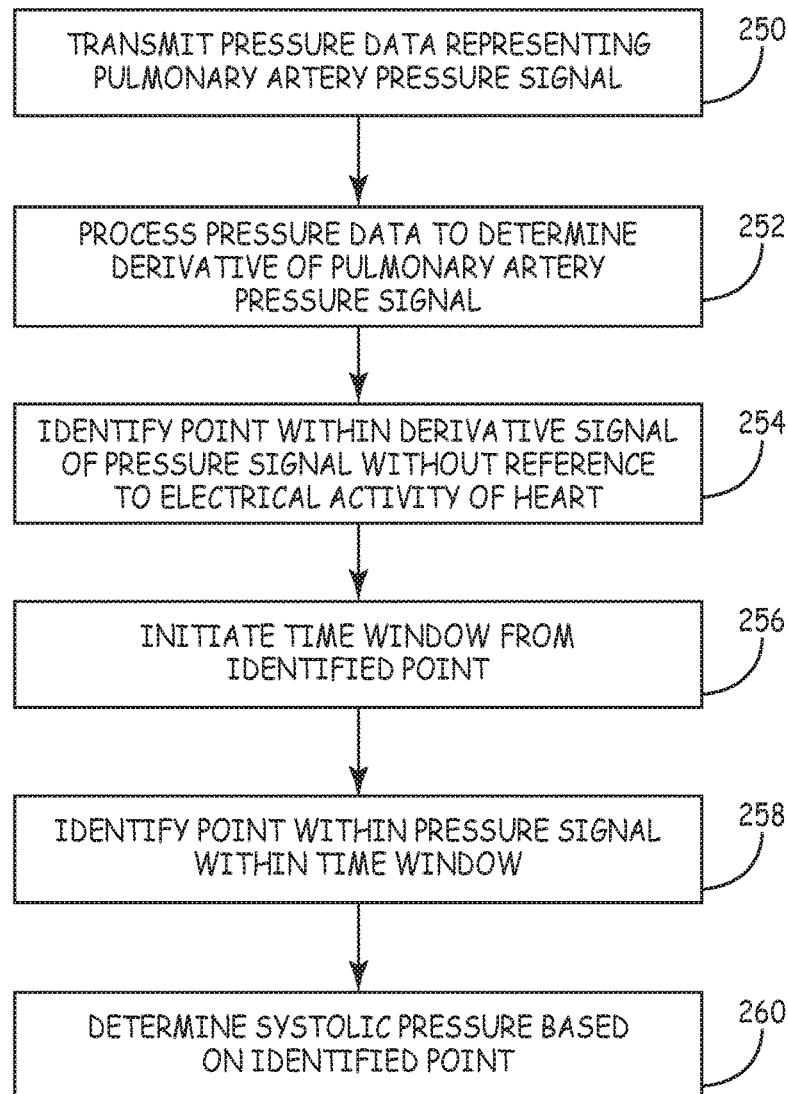 TRANSMIT PRESSURE DATA REPRESENTING
PULMONARY ARTERY PRESSURE SIGNAL
250
PROCESS PRESSURE DATA TO DETERMINE
DERIVATIVE OF PULMONARY ARTERY
PRESSURE SIGNAL
252
IDENTIFY POINT WITHIN DERIVATIVE SIGNAL
OF PRESSURE SIGNAL WITHOUT REFERENCE
TO ELECTRICAL ACTIVITY OF HEART
254
INITIATE TIME WINDOW FROM
IDENTIFIED POINT
256
IDENTIFY POINT WITHIN PRESSURE SIGNAL
WITHIN TIME WINDOW
258
DETERMINE SYSTOLIC PRESSURE BASED
ON IDENTIFIED POINT
260